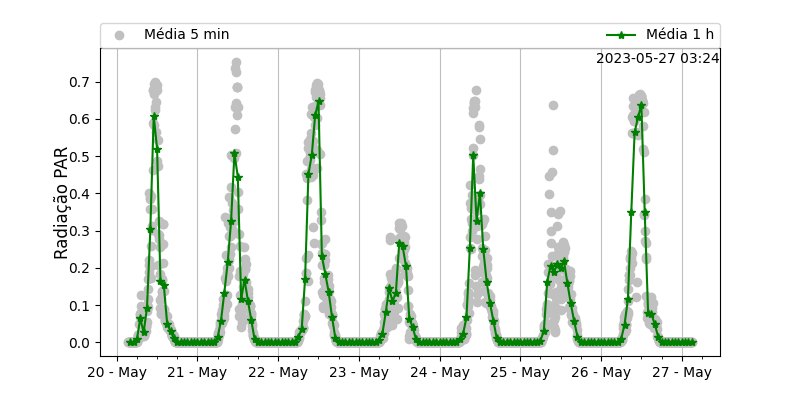 Média 5 min
Média 1 h
2023-05-27 03:24
Radiação PAR
0.7
0.6
0.5
0.4
0.3
0.2
0.1
0.0
20 - May
21 - May
22 - May
23 - May
24 - May
25 - May
26 - May
27 - May